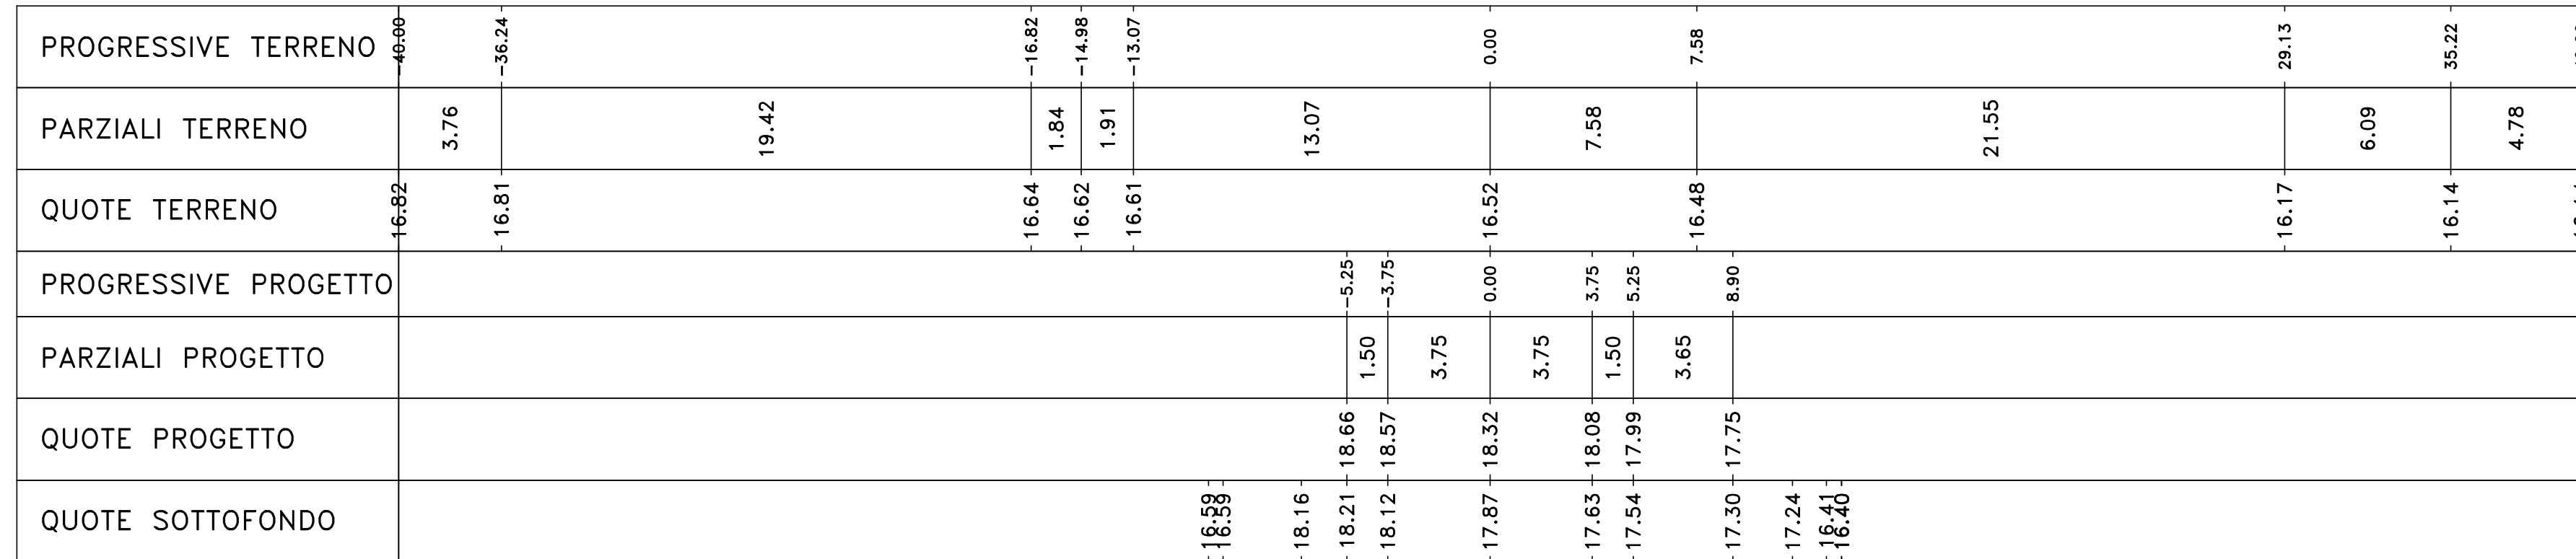 PROGRESSIVE TERRENO -40.00 -36.24 -16.82 -14.98 -13.07 0.00 7.58 29.13 35.22
PARZIALI TERRENO 3.76 19.42 1.84 1.91 13.07 7.58 21.55 6.09 4.78
QUOTE TERRENO 16.82 16.81 16.64 16.62 16.61 16.52 16.48 16.17 16.14
PROGRESSIVE PROGETTO -5.25 -3.75 0.00 3.75 5.25 8.90
PARZIALI PROGETTO 1.50 3.75 3.75 1.50 3.65
QUOTE PROGETTO 18.66 18.57 18.32 18.08 17.99 17.75
QUOTE SOTTOFONDO 16.59 16.59 18.16 18.21 18.12 17.87 17.63 17.54 17.30 17.24 16.41 16.40